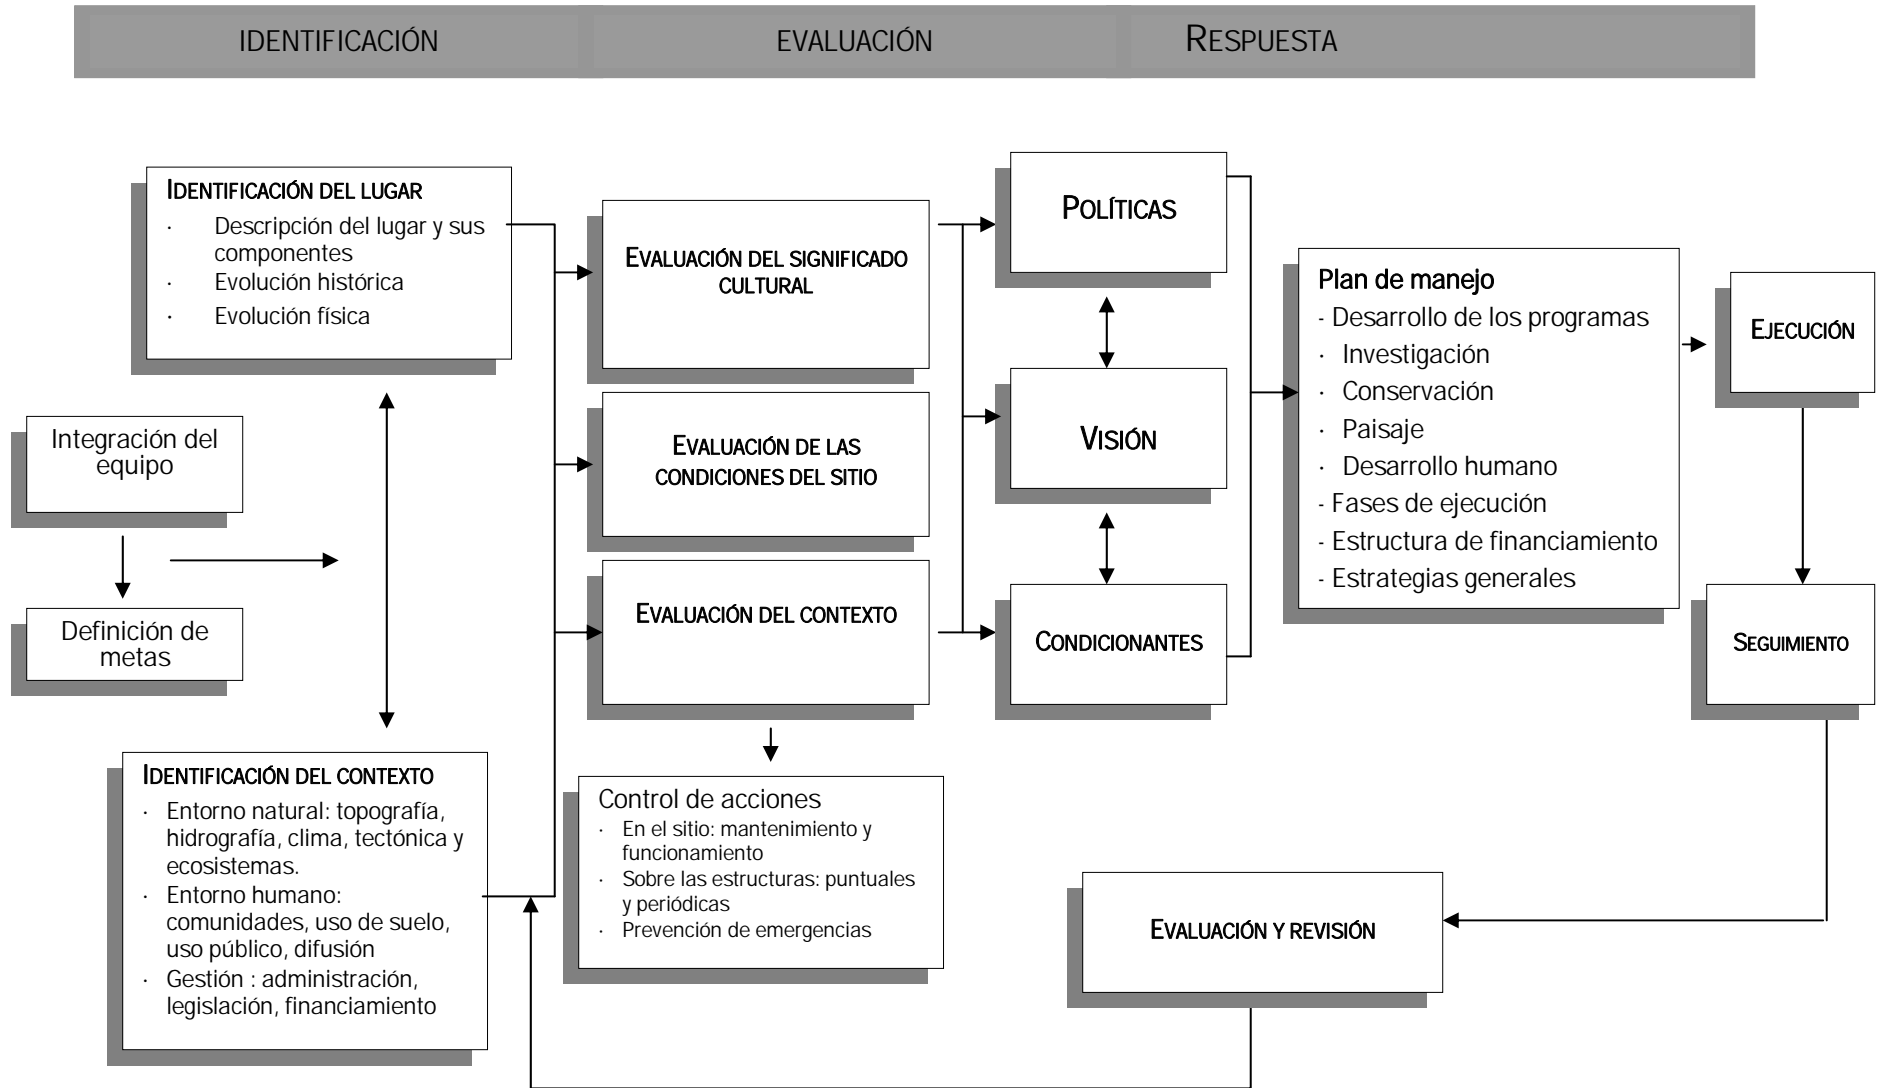 IDENTIFICACIÓN
EVALUACIÓN
RESPUESTA
IDENTIFICACIÓN DEL LUGAR
· Descripción del lugar y sus
componentes
· Evolución histórica
· Evolución física
Integración del
equipo
Definición de
metas
IDENTIFICACIÓN DEL CONTEXTO
· Entorno natural: topografía,
hidrografía, clima, tectónica y
ecosistemas.
· Entorno humano:
comunidades, uso de suelo,
uso público, difusión
· Gestión : administración,
legislación, financiamiento
EVALUACIÓN DEL SIGNIFICADO
CULTURAL
EVALUACIÓN DE LAS
CONDICIONES DEL SITIO
EVALUACIÓN DEL CONTEXTO
Control de acciones
· En el sitio: mantenimiento y
funcionamiento
· Sobre las estructuras: puntuales
y periódicas
· Prevención de emergencias
POLÍTICAS
VISIÓN
CONDICIONANTES
Plan de manejo
- Desarrollo de los programas
· Investigación
· Conservación
· Paisaje
· Desarrollo humano
- Fases de ejecución
- Estructura de financiamiento
- Estrategias generales
EJECUCIÓN
SEGUIMIENTO
EVALUACIÓN Y REVISIÓN